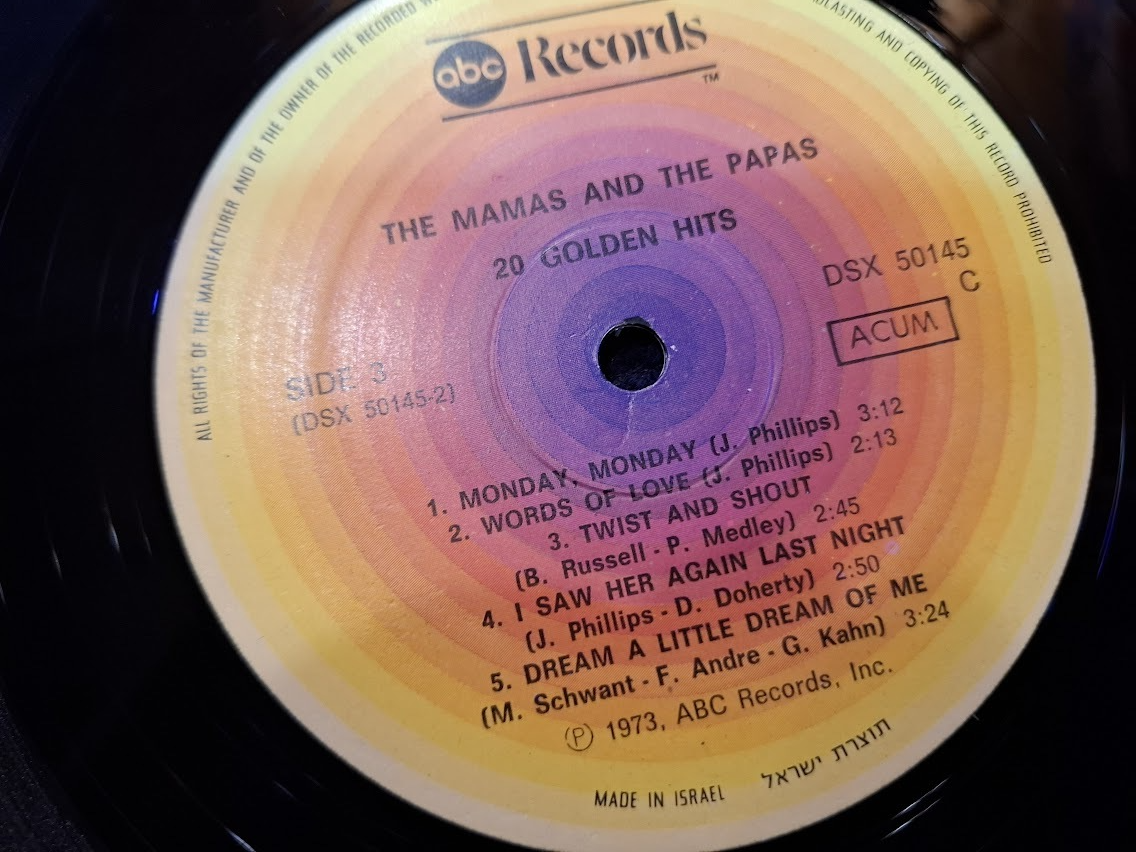 ALL RIGHTS OF THE MANUFACTURER AND OF THE OWNER OF THE RECORDED
AND COPYING OF THIS RECORD PROHIBITED
abc Records TM
THE MAMAS AND THE PAPAS
20 GOLDEN HITS
DSX 50145
C
ACUM
SIDE 3
(DSX 50145-2)
1. MONDAY, MONDAY (J. Phillips) 3:12
2. WORDS OF LOVE (J. Phillips) 2:13
3. TWIST AND SHOUT
(B. Russell - P. Medley) 2:45
4. I SAW HER AGAIN LAST NIGHT
(J. Phillips - D. Doherty) 2:50
5. DREAM A LITTLE DREAM OF ME
(M. Schwant - F. Andre - G. Kahn) 3:24
Ⓟ 1973, ABC Records, Inc.
MADE IN ISRAEL
תוצרת ישראל